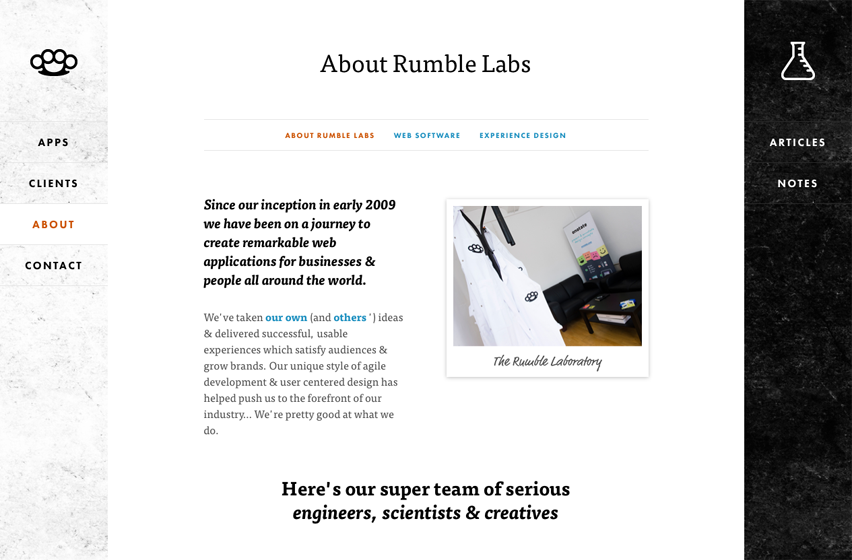 About Rumble Labs
ABOUT RUMBLE LABS
WEB SOFTWARE
EXPERIENCE DESIGN
APPS
CLIENTS
ABOUT
CONTACT
ARTICLES
NOTES
Since our inception in early 2009
we have been on a journey to
create remarkable web
applications for businesses &
people all around the world.
We've taken our own (and others ') ideas
& delivered successful, usable
experiences which satisfy audiences &
grow brands. Our unique style of agile
development & user centered design has
helped push us to the forefront of our
industry... We're pretty good at what we
do.
The Rumble Laboratory
Here's our super team of serious
engineers, scientists & creatives